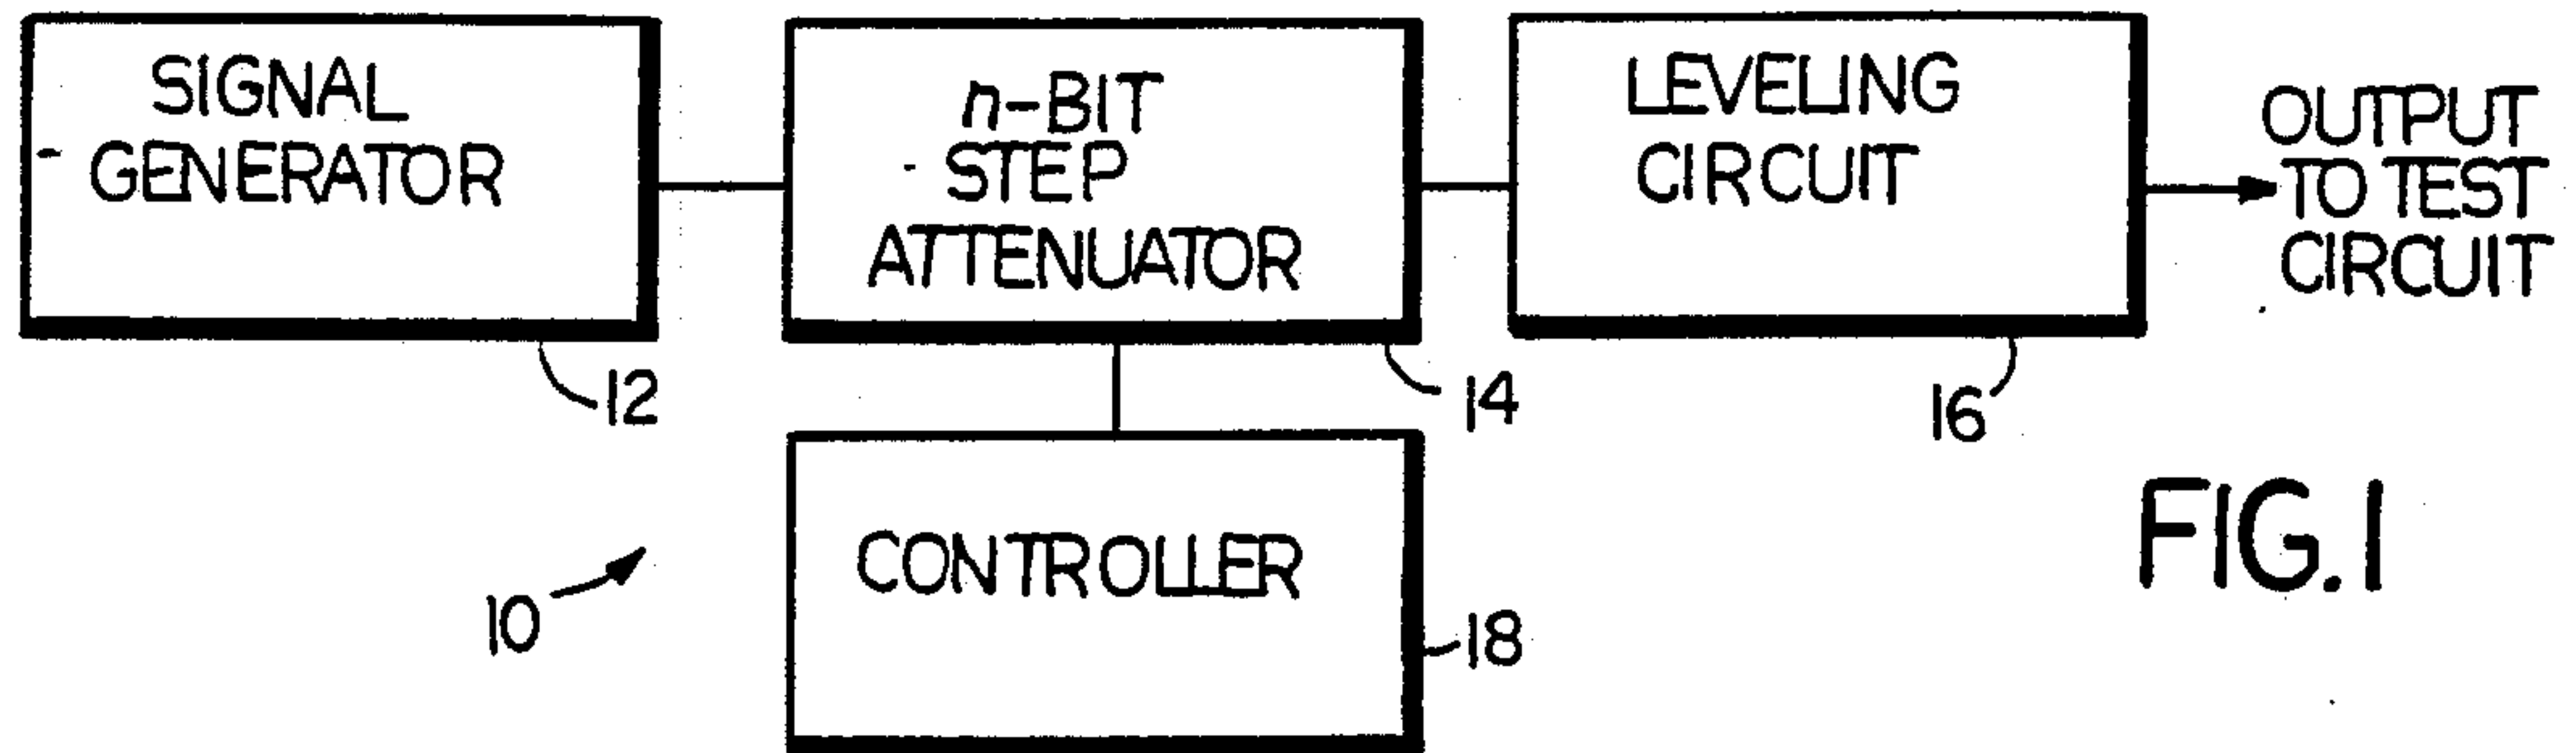 SIGNAL
GENERATOR
12
n-BIT
STEP
ATTENUATOR
14
LEVELING
CIRCUIT
16
OUTPUT
TO TEST
CIRCUIT
CONTROLLER
18
10
FIG. 1